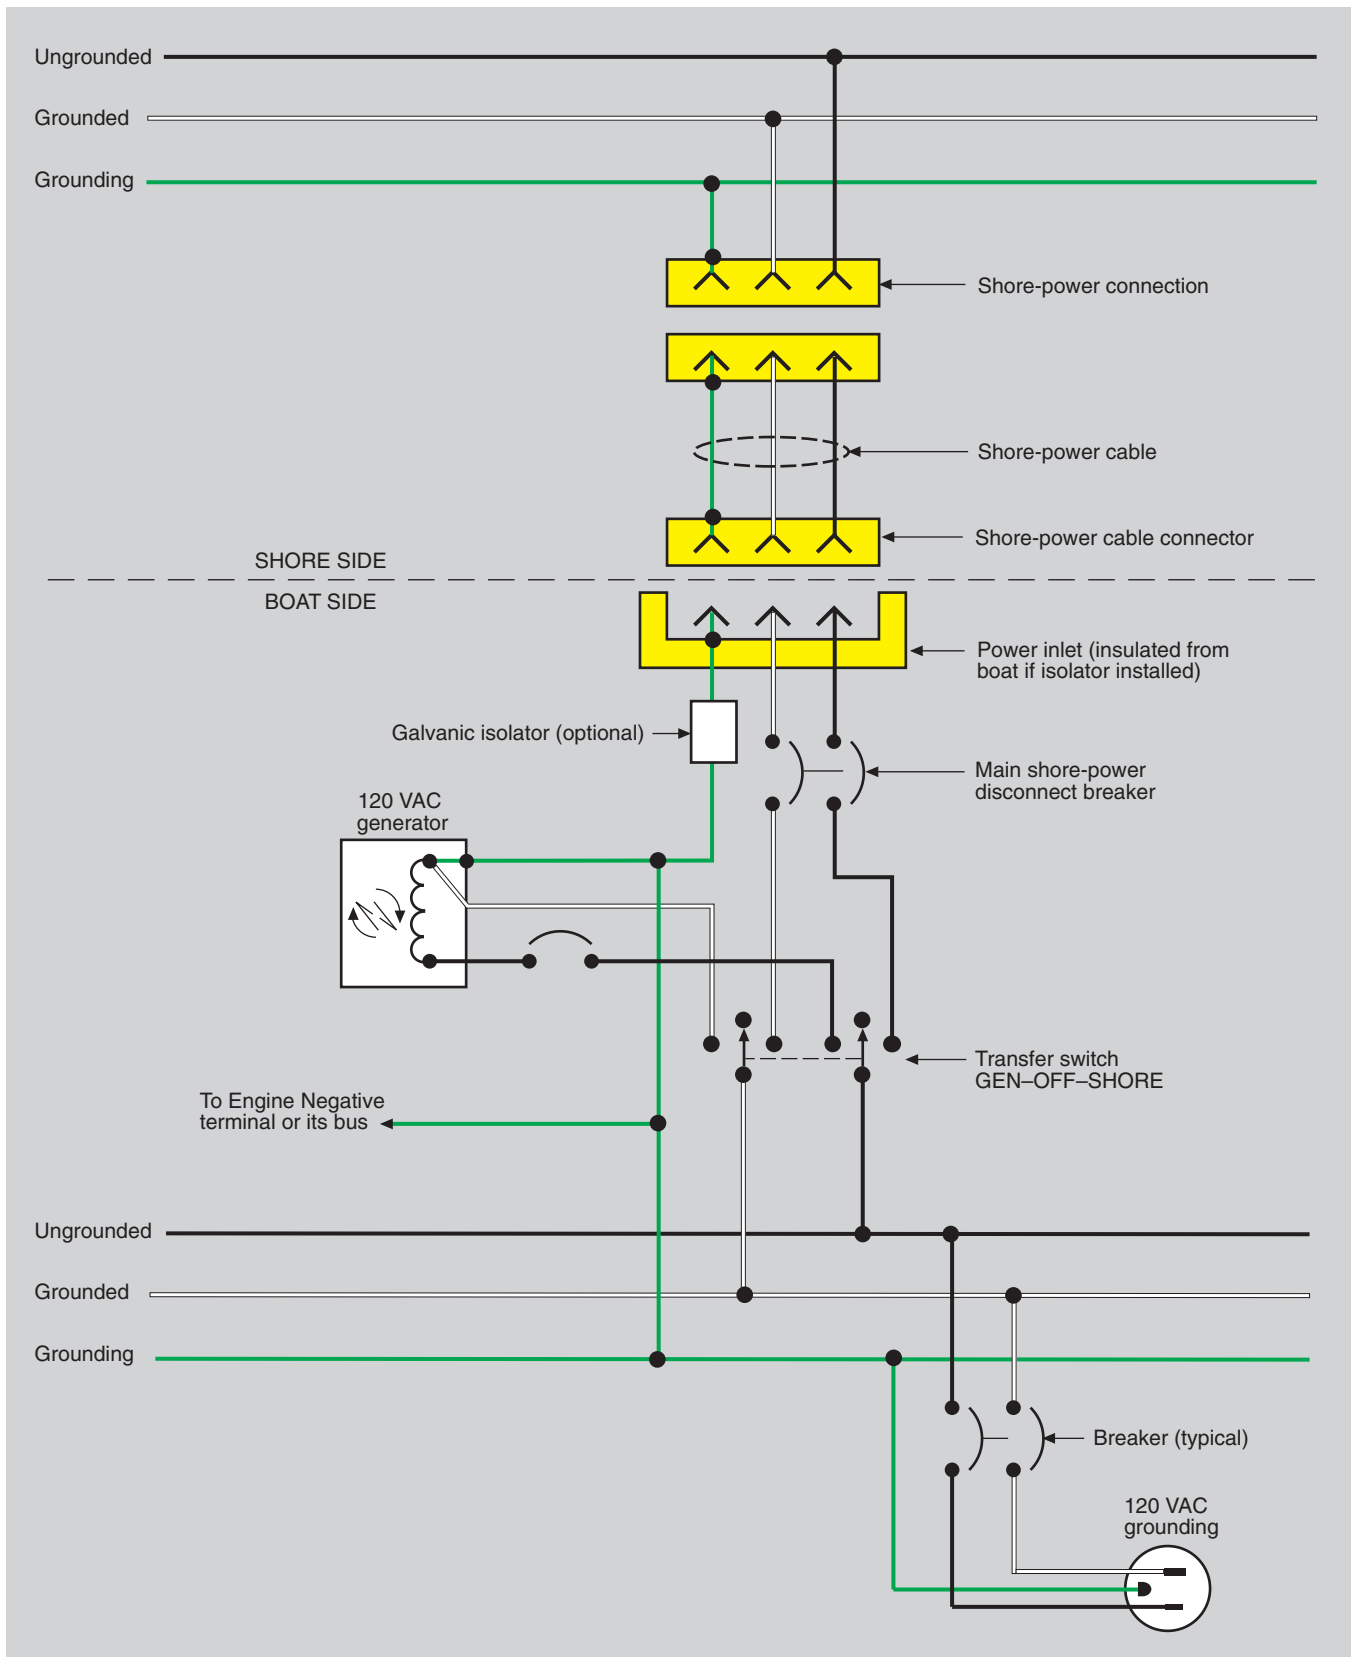 Ungrounded
Grounded
Grounding
Shore-power connection
Shore-power cable
Shore-power cable connector
SHORE SIDE
BOAT SIDE
Power inlet (insulated from
boat if isolator installed)
Galvanic isolator (optional)
Main shore-power
disconnect breaker
120 VAC
generator
Transfer switch
GEN–OFF–SHORE
To Engine Negative
terminal or its bus
Ungrounded
Grounded
Grounding
Breaker (typical)
120 VAC
grounding